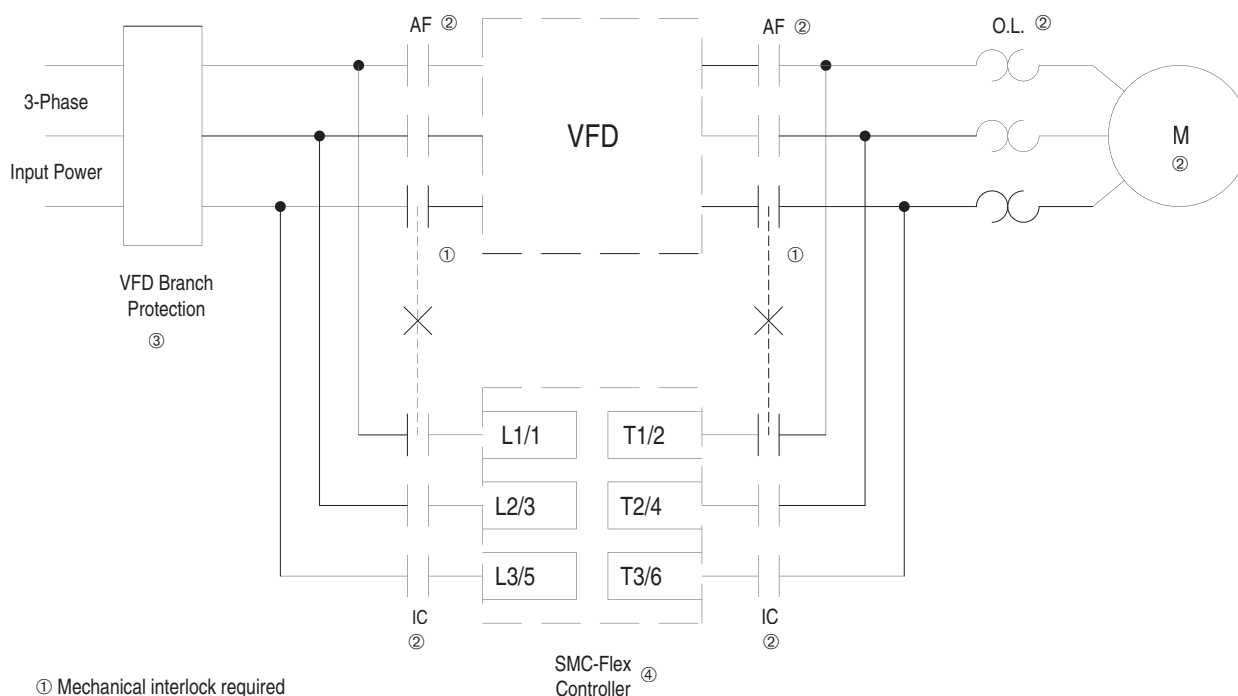 AF ②
AF ②
O.L. ②
3-Phase
Input Power
VFD
M
②
①
①
VFD Branch
Protection
③
L1/1
T1/2
L2/3
T2/4
L3/5
T3/6
IC
②
IC
②
SMC-Flex ④
Controller
① Mechanical interlock required